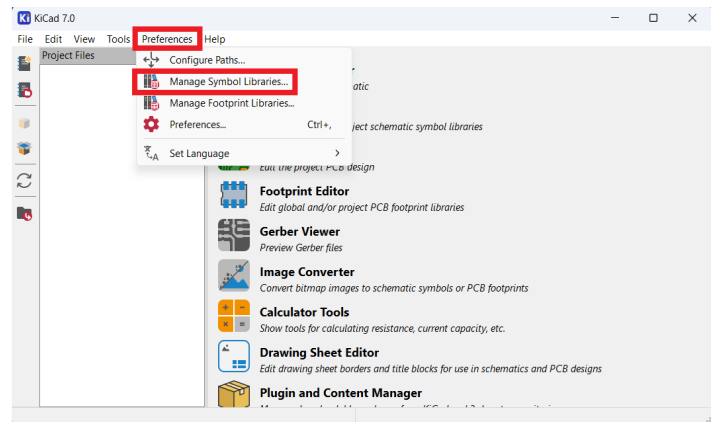 KiCad 7.0
File Edit View Tools Preferences Help
Project Files
Configure Paths...
Manage Symbol Libraries...
atic
Manage Footprint Libraries...
Preferences... Ctrl+,
ject schematic symbol libraries
Set Language
Edit the project PCB design
Footprint Editor
Edit global and/or project PCB footprint libraries
Gerber Viewer
Preview Gerber files
Image Converter
Convert bitmap images to schematic symbols or PCB footprints
Calculator Tools
Show tools for calculating resistance, current capacity, etc.
Drawing Sheet Editor
Edit drawing sheet borders and title blocks for use in schematics and PCB designs
Plugin and Content Manager